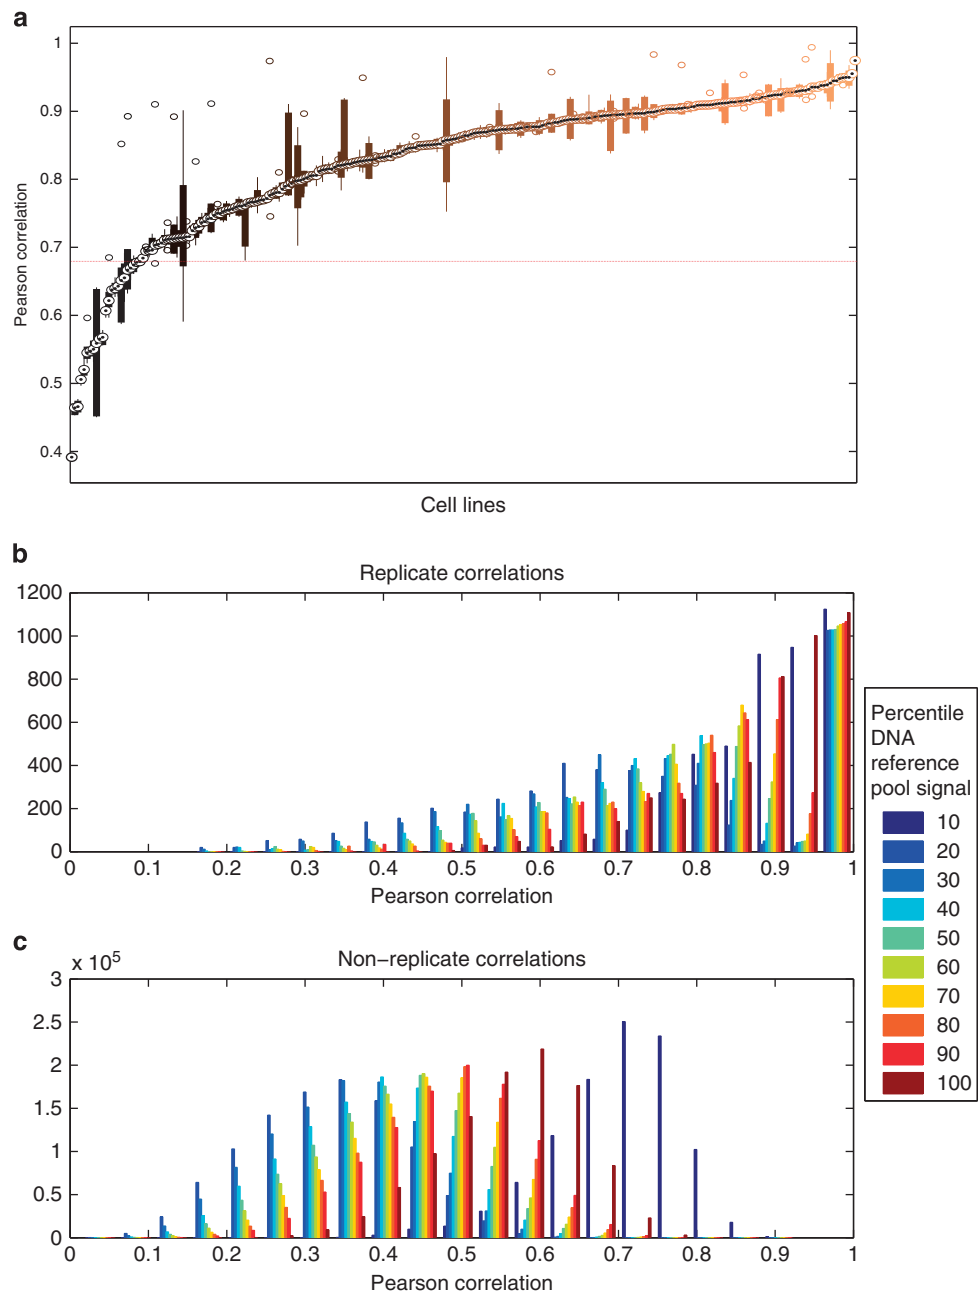 a
1
0.9
0.8
0.7
0.6
0.5
0.4
Pearson correlation
Cell lines
b
Replicate correlations
1200
1000
800
600
400
200
0
0 0.1 0.2 0.3 0.4 0.5 0.6 0.7 0.8 0.9 1
Pearson correlation
Percentile
DNA
reference
pool signal
10
20
30
40
50
60
70
80
90
100
c
x 10⁵
Non−replicate correlations
3
2.5
2
1.5
1
0.5
0
0 0.1 0.2 0.3 0.4 0.5 0.6 0.7 0.8 0.9 1
Pearson correlation